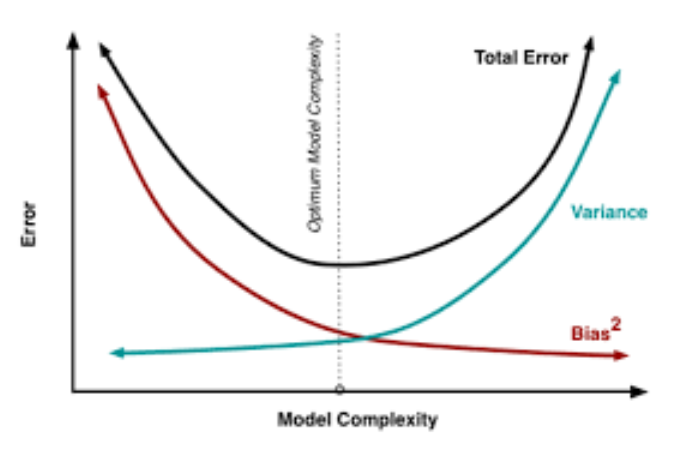 Total Error
Optimum Model Complexity
Variance
Error
Bias²
Model Complexity